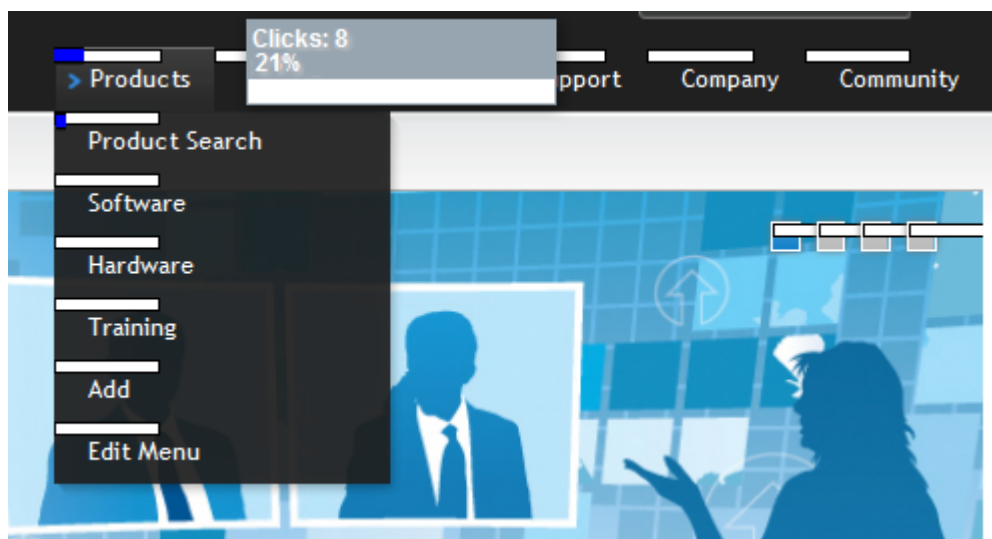 Clicks: 8
21%
> Products
pport
Company
Community
Product Search
Software
Hardware
Training
Add
Edit Menu